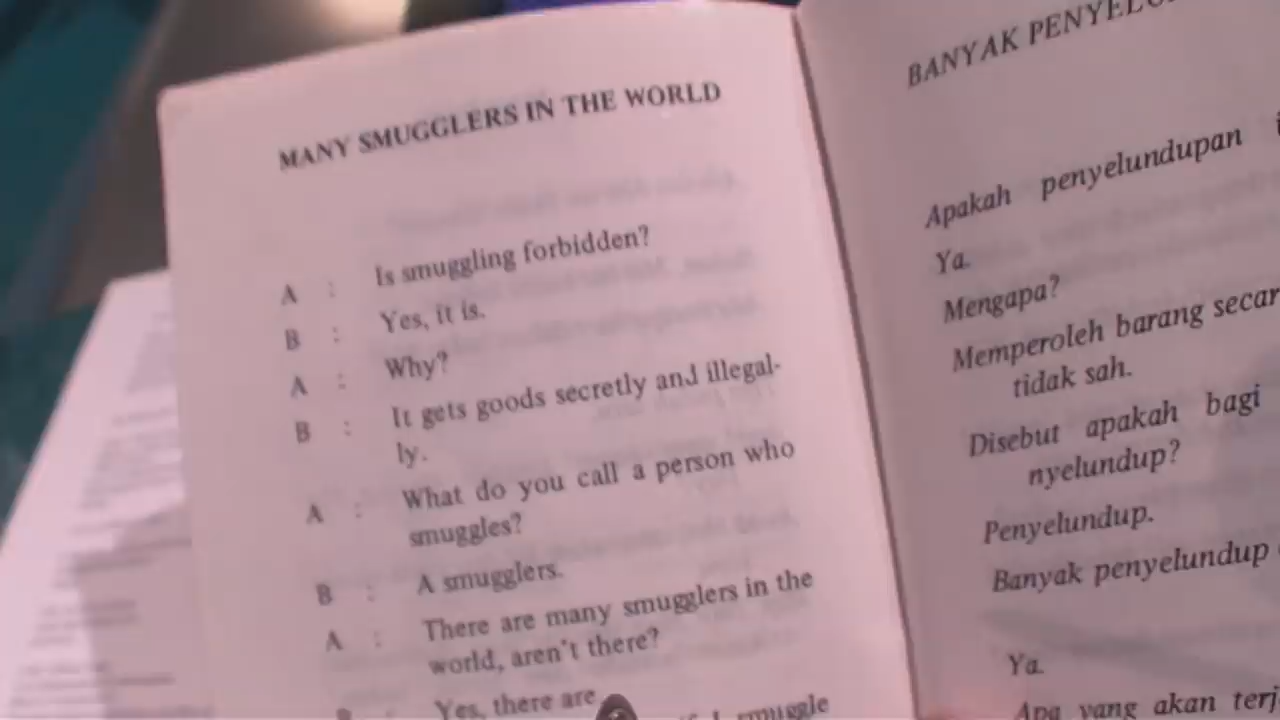 MANY SMUGGLERS IN THE WORLD
A : Is smuggling forbidden?
B : Yes, it is.
A : Why?
B : It gets goods secretly and illegal-
ly.
A : What do you call a person who
smuggles?
B : A smugglers.
A : There are many smugglers in the
world, aren't there?
B : Yes, there are
smuggle
BANYAK
Apakah penyelundupan
Ya.
Mengapa?
Memperoleh barang
tidak sah.
Disebut apakah bagi
nyelundup?
Penyelundup.
Banyak penyelundup
Ya.
Apa yang akan